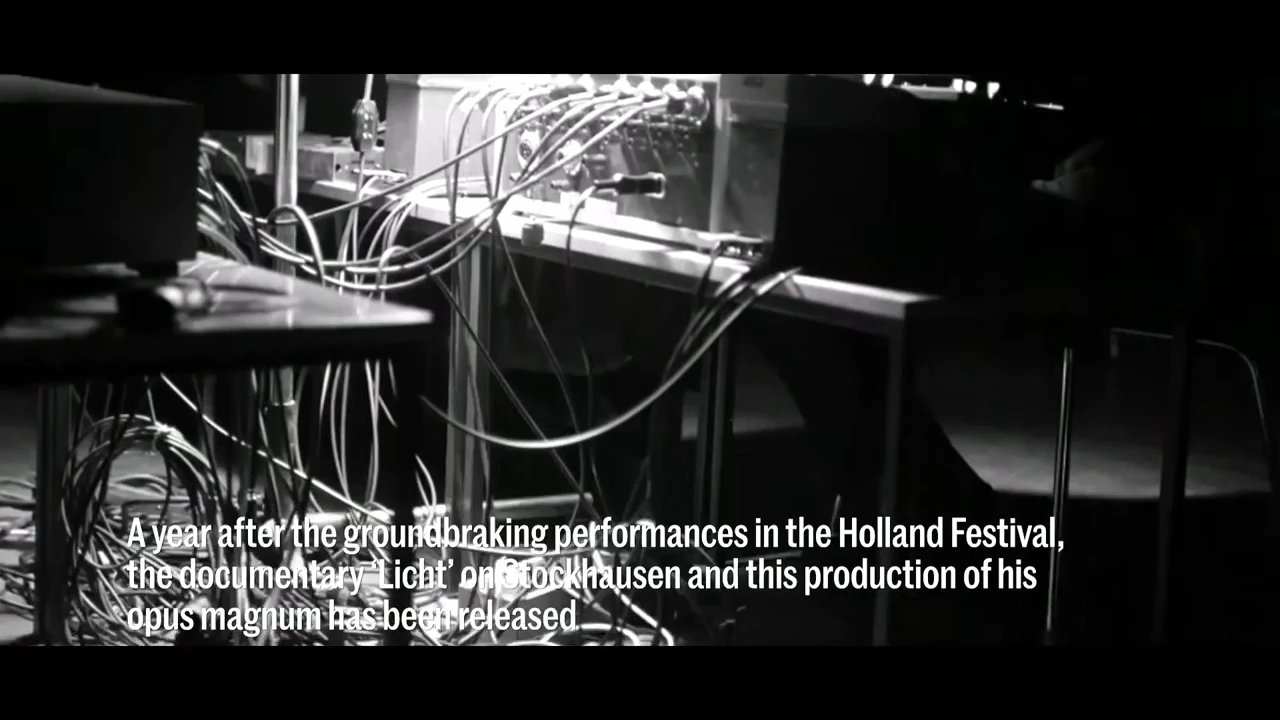 A year after the groundbraking performances in the Holland Festival,
the documentary ‘Licht’ on Stockhausen and this production of his
opus magnum has been released